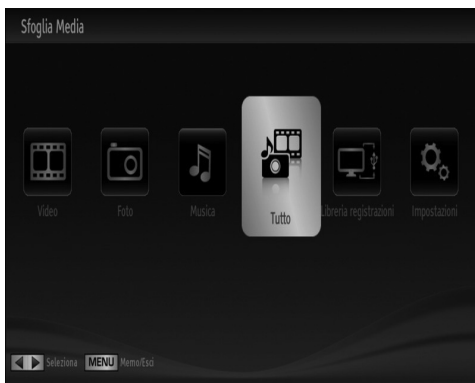 Sfoglia Media
Video Foto Musica Tutto Libreria registrazioni Impostazioni
Seleziona MENU Memo/Esci